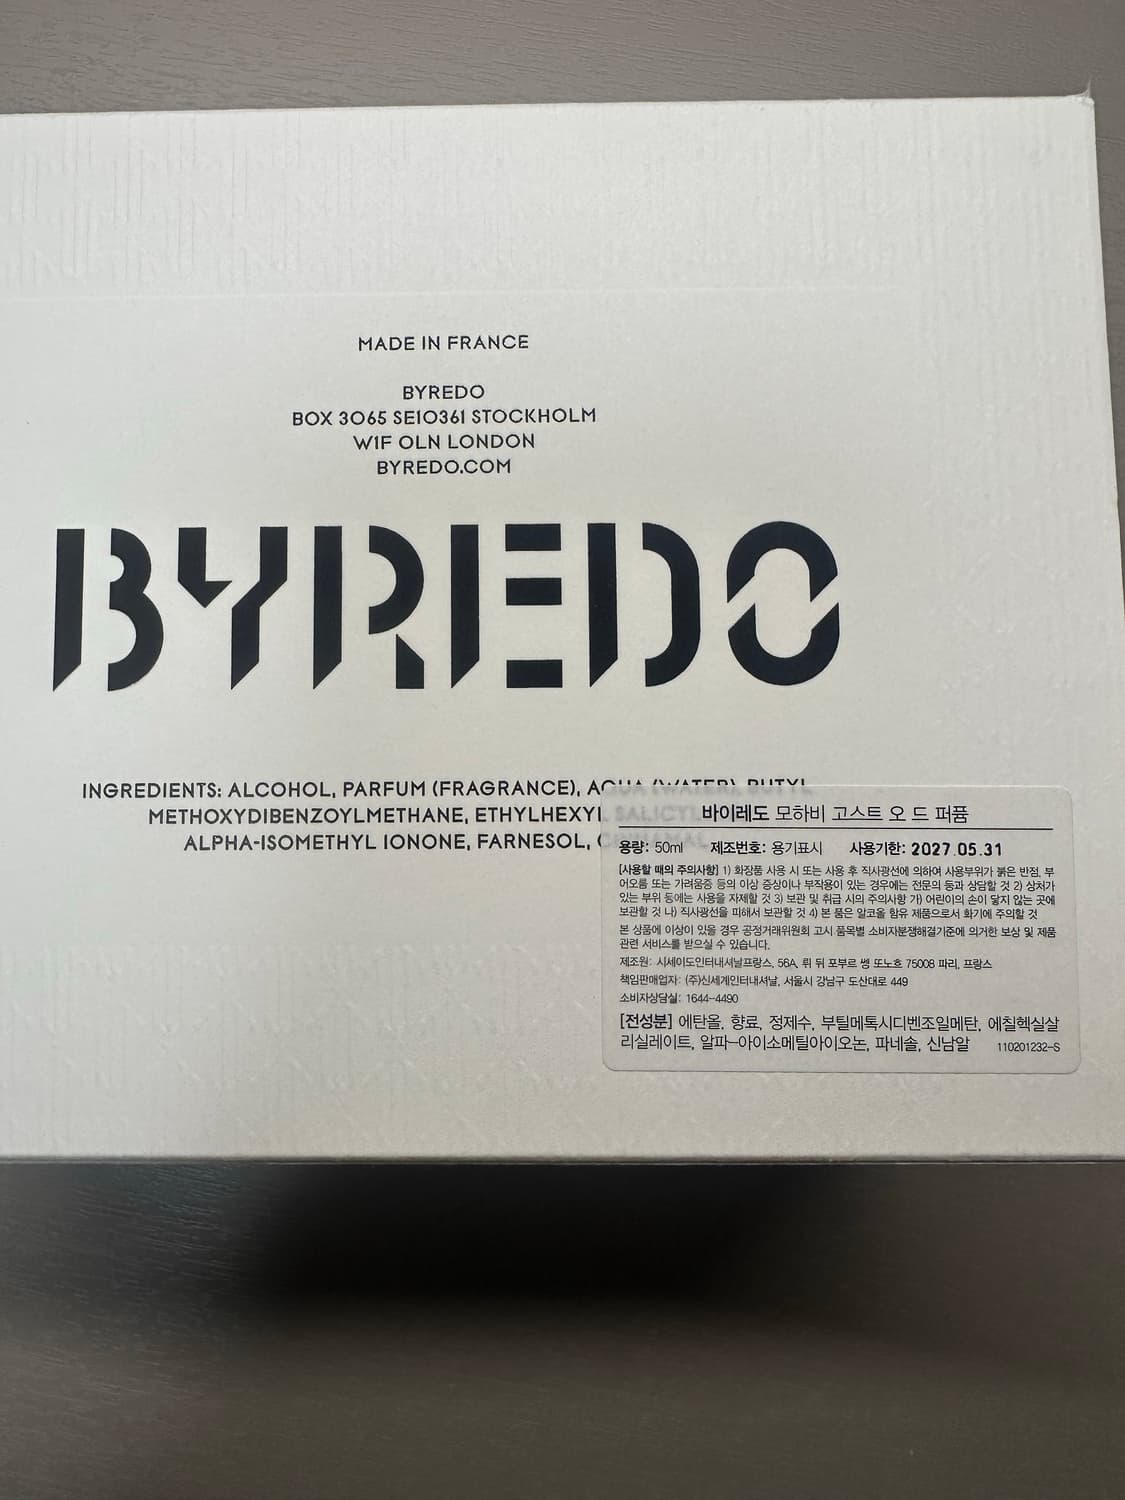 MADE IN FRANCE
BYREDO
BOX 3065 SE10361 STOCKHOLM
W1F OLN LONDON
BYREDO.COM
BYREDO
INGREDIENTS: ALCOHOL, PARFUM (FRAGRANCE), AQUA (WATER), BUTYL
METHOXYDIBENZOYLMETHANE, ETHYLHEXYL SALICYL
ALPHA-ISOMETHYL IONONE, FARNESOL, CINNAMAL
바이레도 모하비 고스트 오 드 퍼퓸
용량: 50ml 제조번호: 용기표시 사용기한: 2027.05.31
[사용할 때의 주의사항] 1) 화장품 사용 시 또는 사용 후 직사광선에 의하여 사용부위가 붉은 반점, 부
어오름 또는 가려움증 등의 이상 증상이나 부작용이 있는 경우에는 전문의 등과 상담할 것 2) 상처가
있는 부위 등에는 사용을 자제할 것 3) 보관 및 취급 시의 주의사항 가) 어린이의 손이 닿지 않는 곳에
보관할 것 나) 직사광선을 피해서 보관할 것 4) 본 품은 알코올 함유 제품으로서 화기에 주의할 것
본 상품에 이상이 있을 경우 공정거래위원회 고시 품목별 소비자분쟁해결기준에 의거한 보상 및 제품
관련 서비스를 받으실 수 있습니다.
제조원: 시세이도인터내셔날프랑스, 56A, 뤼 뒤 포부르 쌩 또노호 75008 파리, 프랑스
책임판매업자: (주)신세계인터내셔날, 서울시 강남구 도산대로 449
소비자상담실: 1644-4490
[전성분] 에탄올, 향료, 정제수, 부틸메톡시디벤조일메탄, 에칠헥실살
리실레이트, 알파-아이소메틸아이오논, 파네솔, 신남알 110201232-S